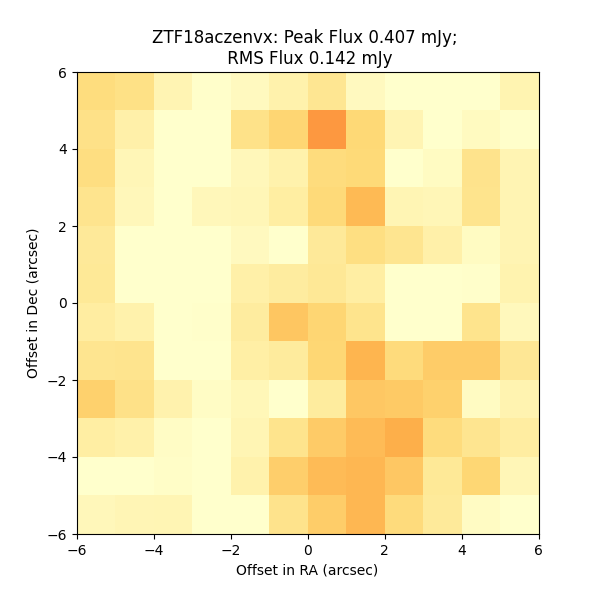 ZTF18aczenvx: Peak Flux 0.407 mJy;
RMS Flux 0.142 mJy
6
4
2
0
−2
−4
−6
Offset in Dec (arcsec)
−6 −4 −2 0 2 4 6
Offset in RA (arcsec)